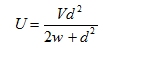 U = Vd² / (2w + d²)